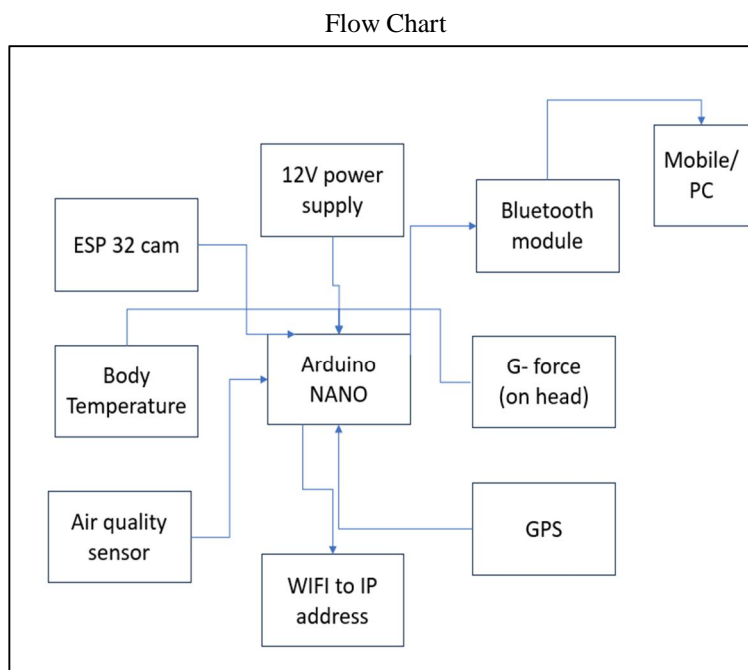 Flow Chart
12V power
supply
Mobile/
PC
Bluetooth
module
ESP 32 cam
Body
Temperature
Arduino
NANO
G- force
(on head)
Air quality
sensor
GPS
WIFI to IP
address